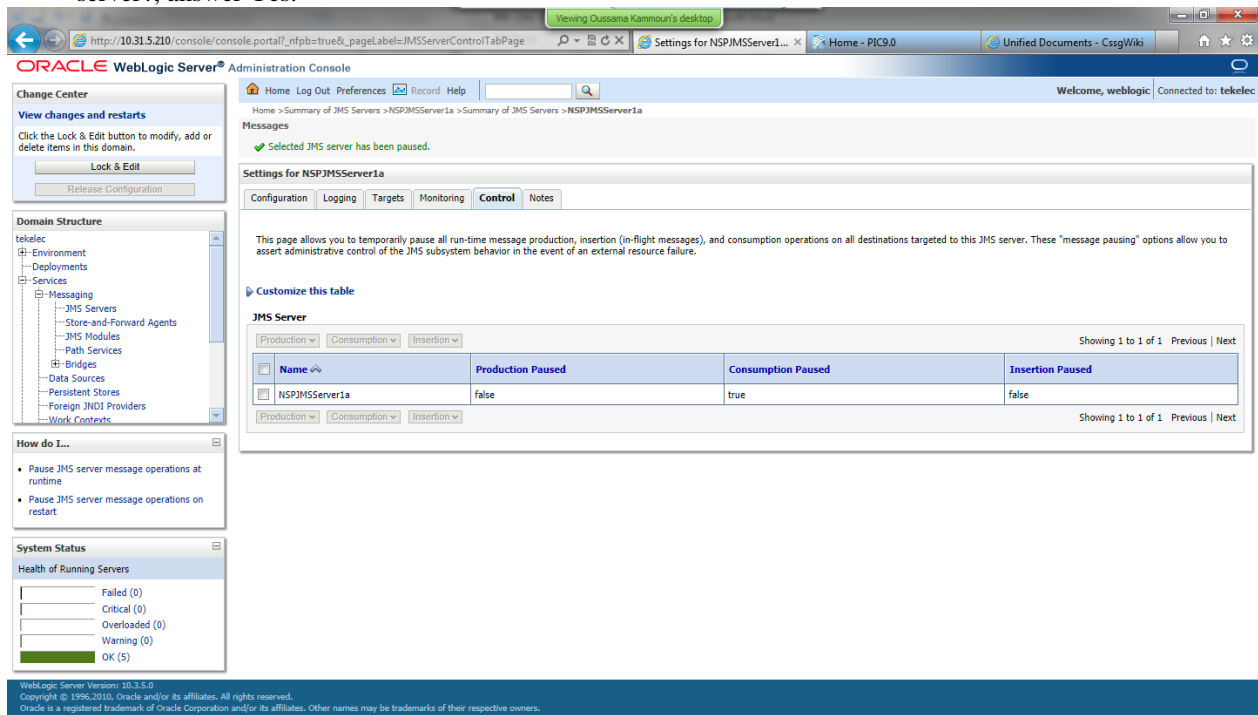 server?, answer Yes.
Viewing Oussama Kammoun's desktop
http://10.31.5.210/console/console.portal?_nfpb=true&_pageLabel=JMSServerControlTabPage
Settings for NSPJMSServer1...
Home - PIC9.0
Unified Documents - CssgWiki
ORACLE WebLogic Server® Administration Console
Change Center
View changes and restarts
Click the Lock & Edit button to modify, add or
delete items in this domain.
Lock & Edit
Release Configuration
Domain Structure
tekelec
Environment
Deployments
Services
Messaging
JMS Servers
Store-and-Forward Agents
JMS Modules
Path Services
Bridges
Data Sources
Persistent Stores
Foreign JNDI Providers
Work Contexts
How do I...
Pause JMS server message operations at
runtime
Pause JMS server message operations on
restart
System Status
Health of Running Servers
Failed (0)
Critical (0)
Overloaded (0)
Warning (0)
OK (5)
Home Log Out Preferences Record Help
Welcome, weblogic Connected to: tekelec
Home >Summary of JMS Servers >NSPJMSServer1a >Summary of JMS Servers >NSPJMSServer1a
Messages
Selected JMS server has been paused.
Settings for NSPJMSServer1a
Configuration Logging Targets Monitoring Control Notes
This page allows you to temporarily pause all run-time message production, insertion (in-flight messages), and consumption operations on all destinations targeted to this JMS server. These "message pausing" options allow you to
assert administrative control of the JMS subsystem behavior in the event of an external resource failure.
Customize this table
JMS Server
Production Consumption Insertion
Showing 1 to 1 of 1 Previous | Next
Name Production Paused Consumption Paused Insertion Paused
NSPJMSServer1a false true false
Production Consumption Insertion
Showing 1 to 1 of 1 Previous | Next
WebLogic Server Version: 10.3.5.0
Copyright © 1996,2010, Oracle and/or its affiliates. All rights reserved.
Oracle is a registered trademark of Oracle Corporation and/or its affiliates. Other names may be trademarks of their respective owners.